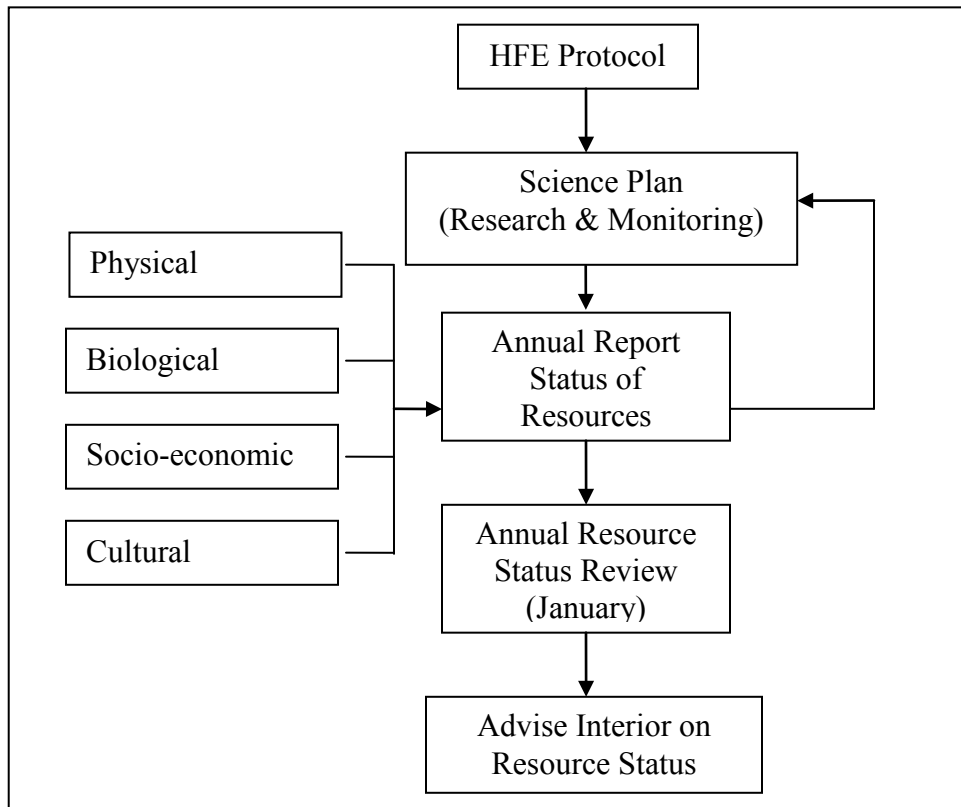 HFE Protocol
Science Plan
(Research & Monitoring)
Physical
Biological
Socio-economic
Cultural
Annual Report
Status of
Resources
Annual Resource
Status Review
(January)
Advise Interior on
Resource Status